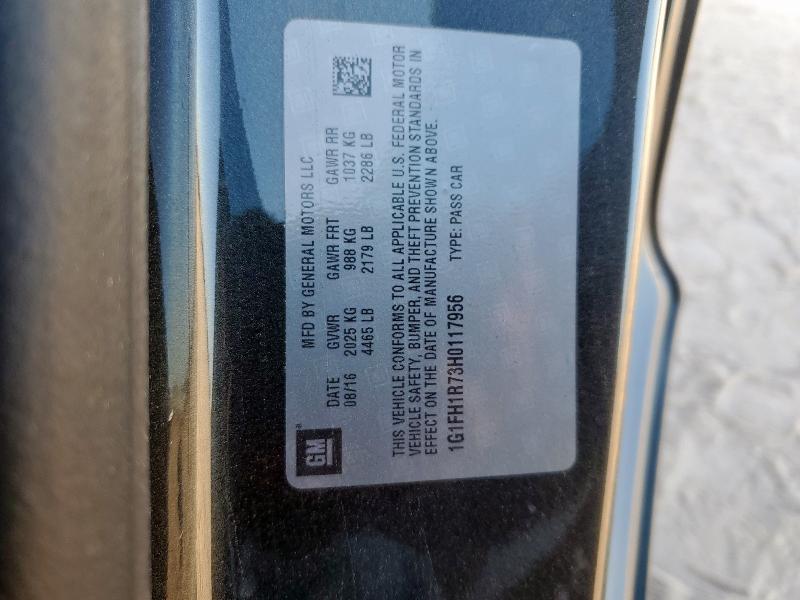 GM
MFD BY GENERAL MOTORS LLC
DATE GVWR GAWR FRT GAWR RR
08/16 2025 KG 988 KG 1037 KG
4465 LB 2179 LB 2286 LB
THIS VEHICLE CONFORMS TO ALL APPLICABLE U.S. FEDERAL MOTOR
VEHICLE SAFETY, BUMPER, AND THEFT PREVENTION STANDARDS IN
EFFECT ON THE DATE OF MANUFACTURE SHOWN ABOVE.
1G1FH1R73H0117956 TYPE: PASS CAR